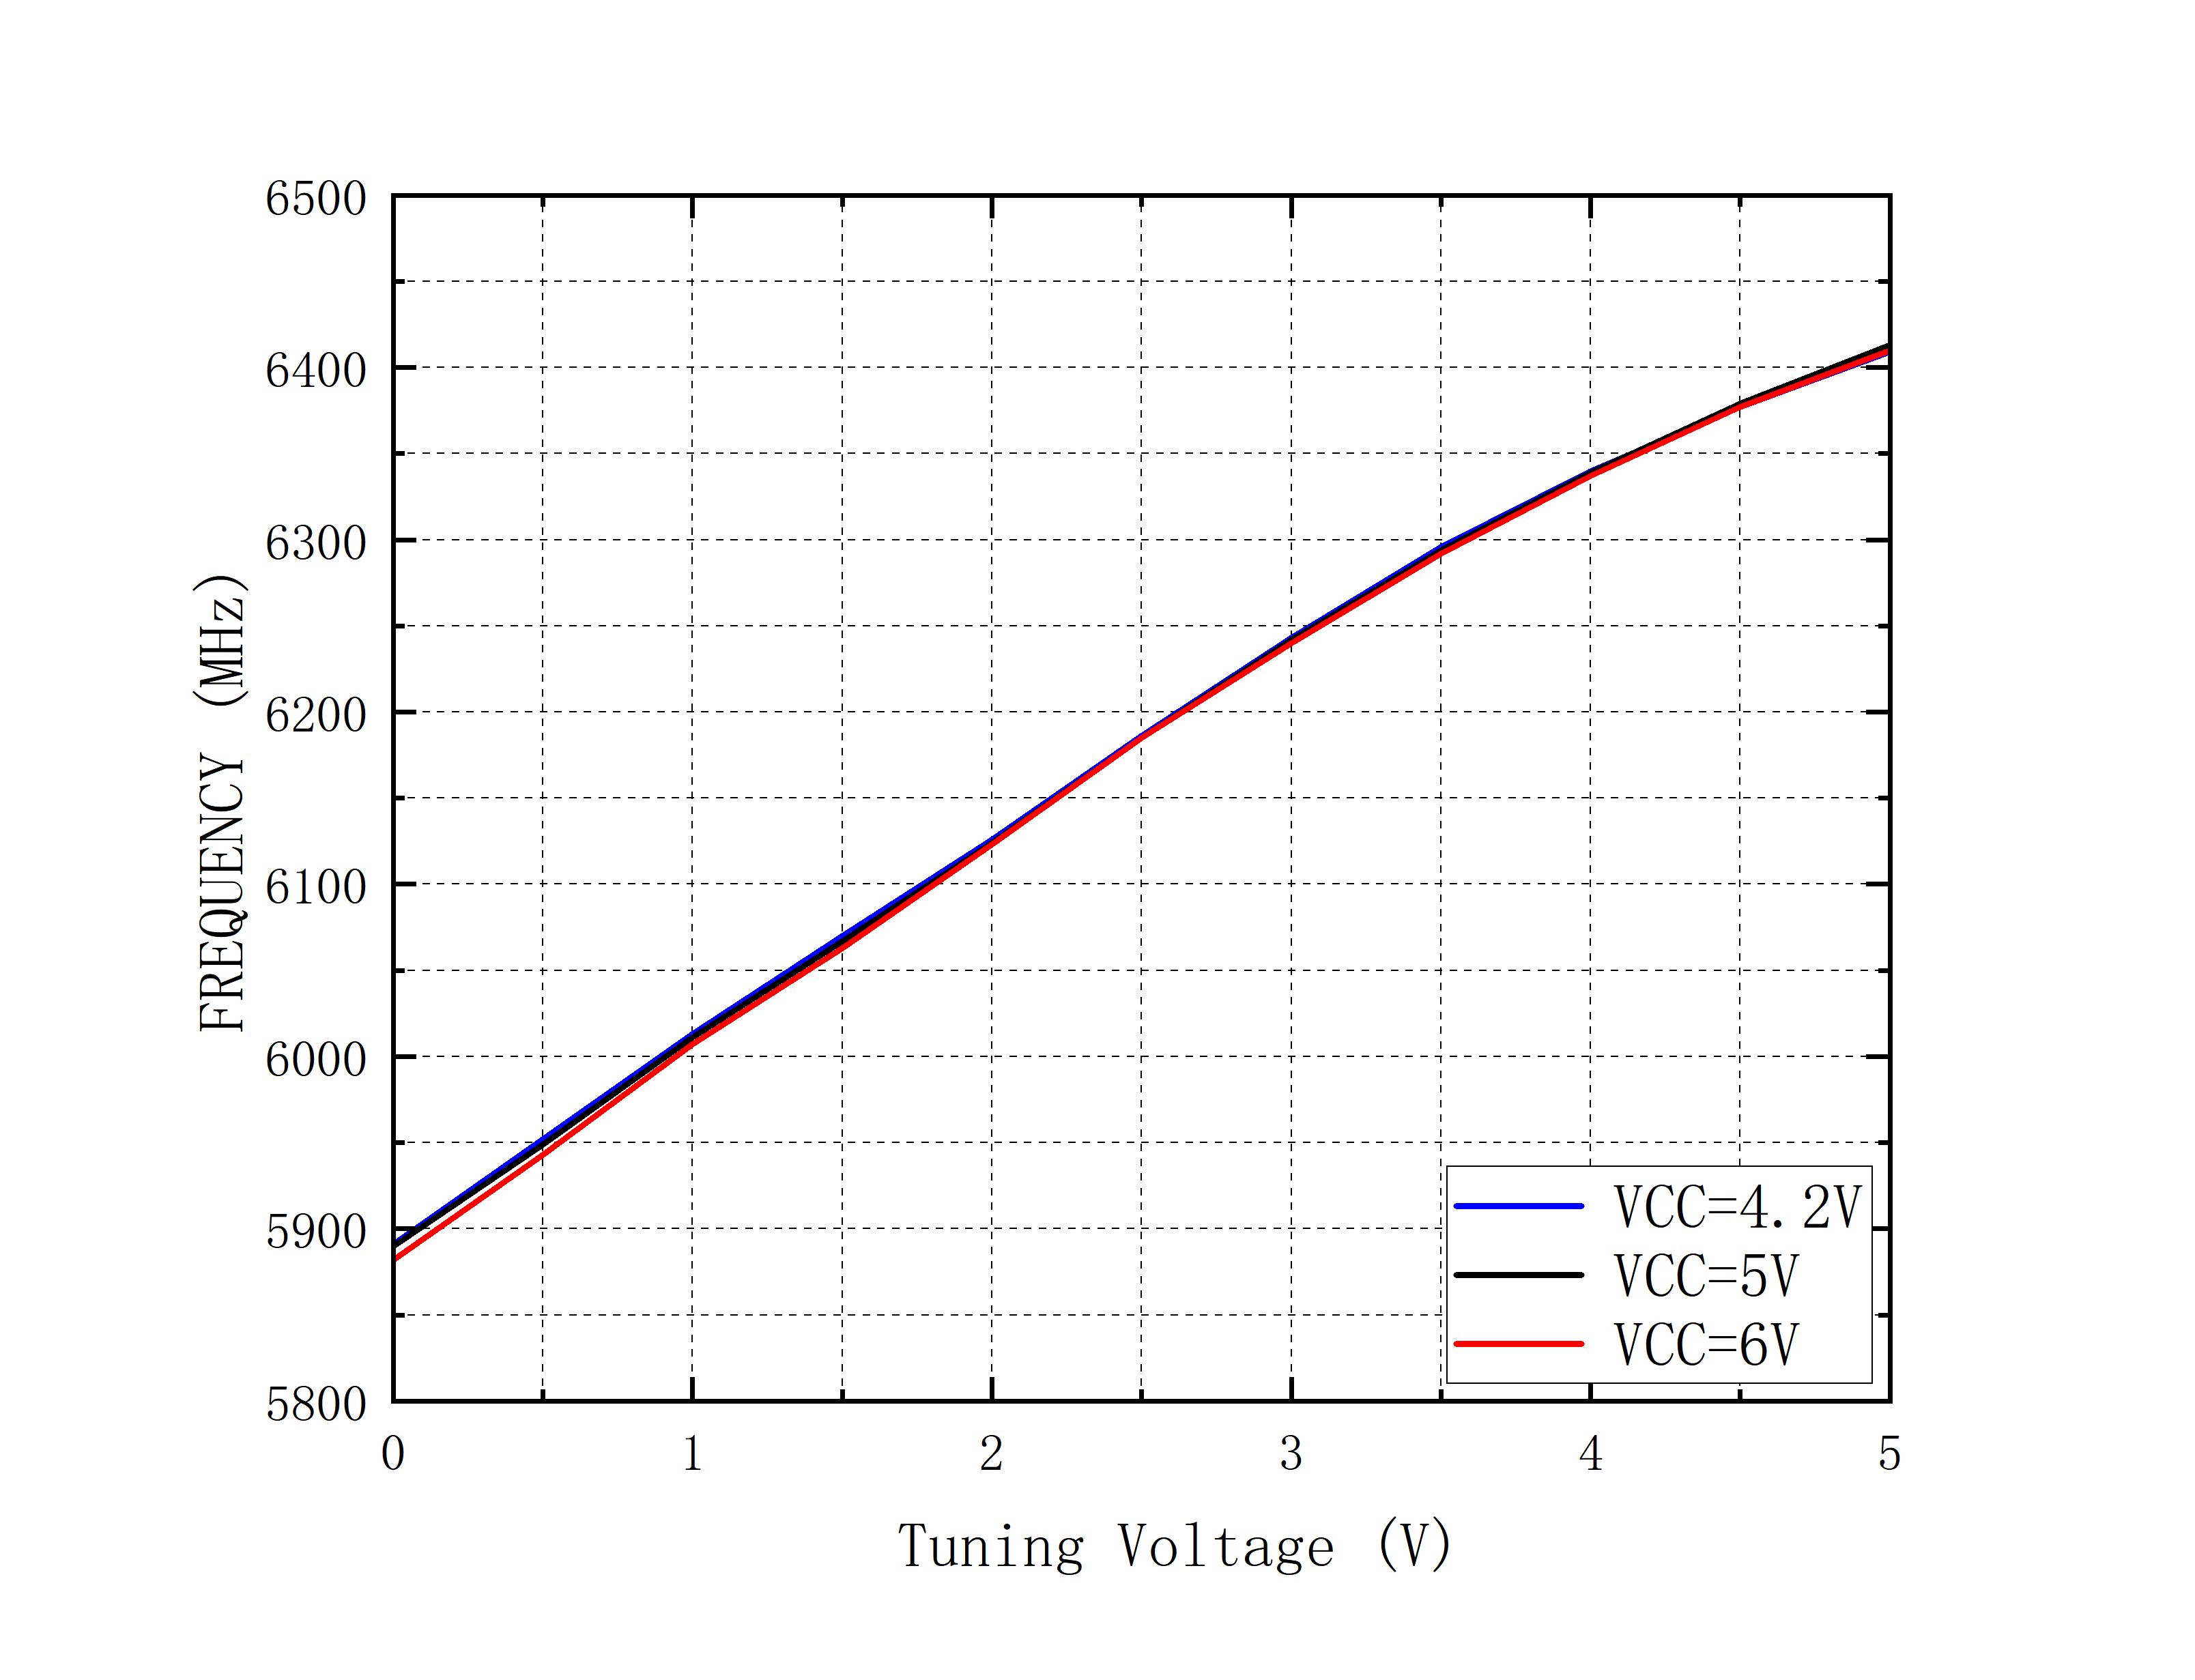 6500
6400
6300
6200
6100
6000
5900
5800
FREQUENCY (MHz)
0 1 2 3 4 5
Tuning Voltage (V)
VCC=4.2V
VCC=5V
VCC=6V